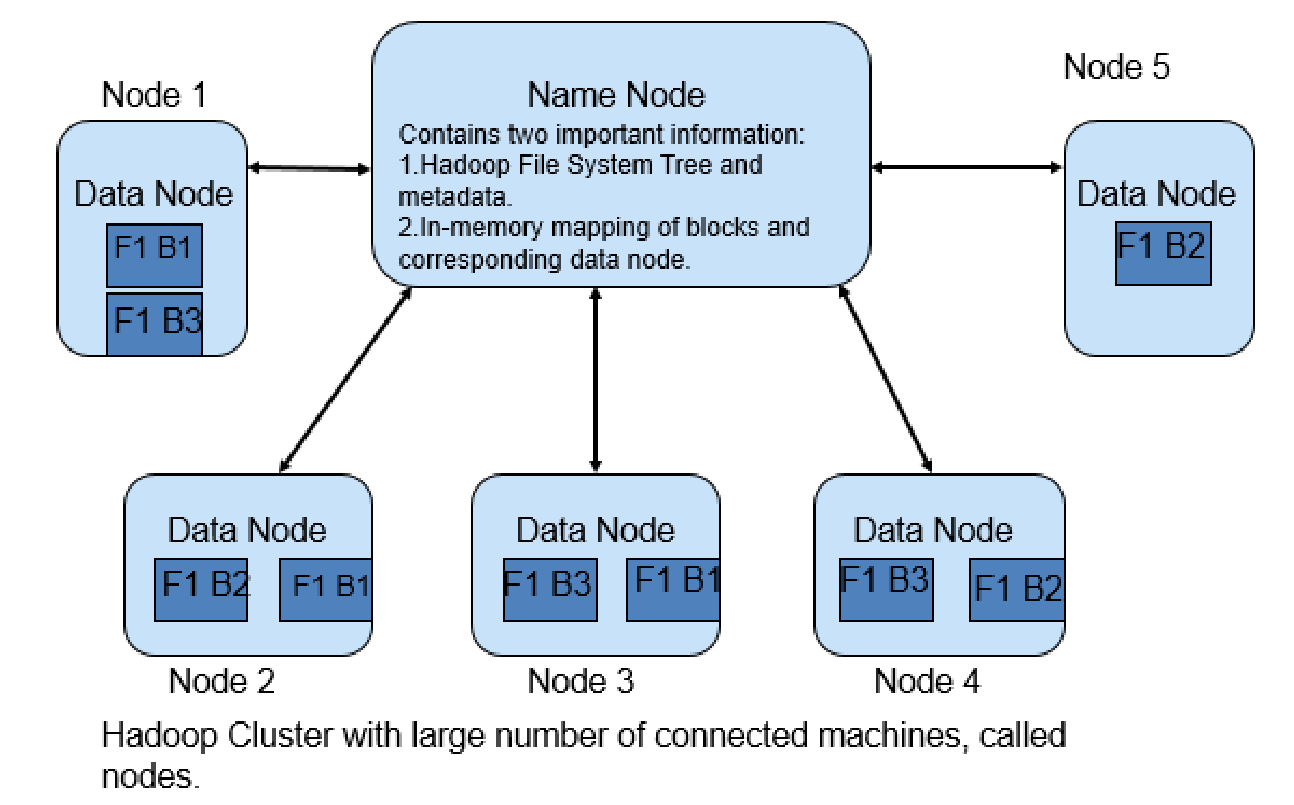 Node 1
Data Node
F1 B1
F1 B3
Name Node
Contains two important information:
1.Hadoop File System Tree and
metadata.
2.In-memory mapping of blocks and
corresponding data node.
Node 5
Data Node
F1 B2
Data Node
F1 B2
F1 B1
Node 2
Data Node
F1 B3
F1 B1
Node 3
Data Node
F1 B3
F1 B2
Node 4
Hadoop Cluster with large number of connected machines, called
nodes.